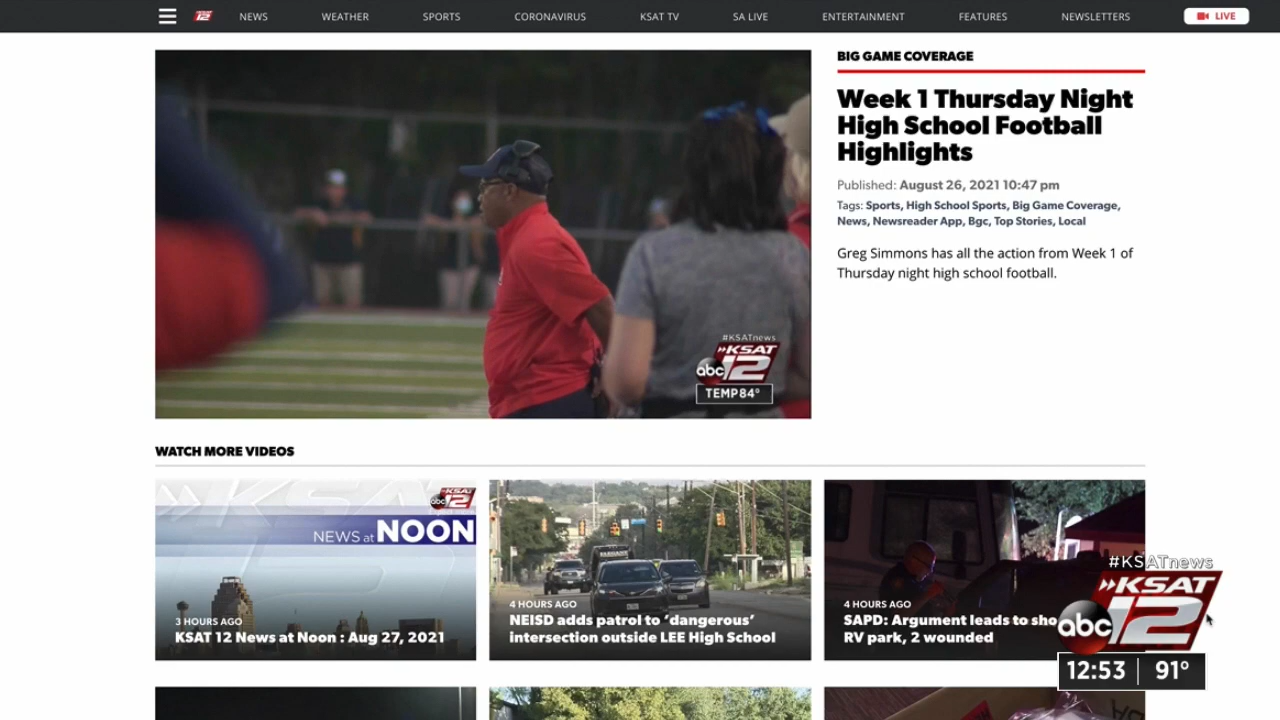 12 NEWS WEATHER SPORTS CORONAVIRUS KSAT TV SA LIVE ENTERTAINMENT FEATURES NEWSLETTERS LIVE
BIG GAME COVERAGE
Week 1 Thursday Night
High School Football
Highlights
Published: August 26, 2021 10:47 pm
Tags: Sports, High School Sports, Big Game Coverage,
News, Newsreader App, Bgc, Top Stories, Local
Greg Simmons has all the action from Week 1 of
Thursday night high school football.
#KSATnews
KSAT
abc 12
TEMP 84°
WATCH MORE VIDEOS
KSAT
abc 12
NEWS at NOON
3 HOURS AGO
KSAT 12 News at Noon : Aug 27, 2021
4 HOURS AGO
NEISD adds patrol to ‘dangerous’
intersection outside LEE High School
4 HOURS AGO
SAPD: Argument leads to
RV park, 2 wounded
#KSATnews
KSAT
abc 12
12:53 91°